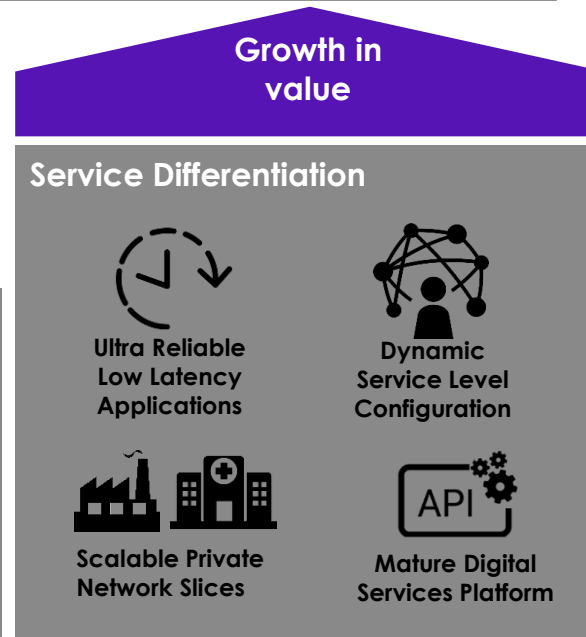 Growth in
value
Service Differentiation
Ultra Reliable
Low Latency
Applications
Dynamic
Service Level
Configuration
API
Scalable Private
Network Slices
Mature Digital
Services Platform